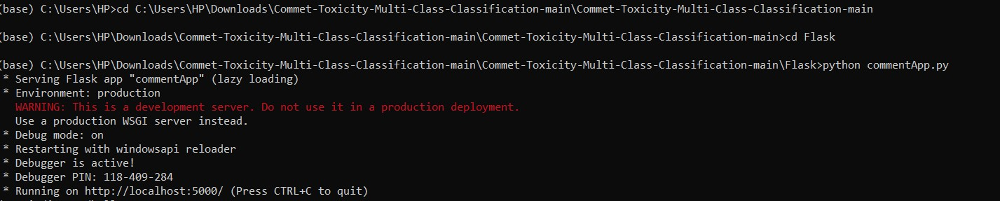 (base) C:\Users\HP>cd C:\Users\HP\Downloads\Commet-Toxicity-Multi-Class-Classification-main\Commet-Toxicity-Multi-Class-Classification-main
(base) C:\Users\HP\Downloads\Commet-Toxicity-Multi-Class-Classification-main\Commet-Toxicity-Multi-Class-Classification-main>cd Flask
(base) C:\Users\HP\Downloads\Commet-Toxicity-Multi-Class-Classification-main\Commet-Toxicity-Multi-Class-Classification-main\Flask>python commentApp.py
* Serving Flask app "commentApp" (lazy loading)
* Environment: production
WARNING: This is a development server. Do not use it in a production deployment.
Use a production WSGI server instead.
* Debug mode: on
* Restarting with windowsapi reloader
* Debugger is active!
* Debugger PIN: 118-409-284
* Running on http://localhost:5000/ (Press CTRL+C to quit)